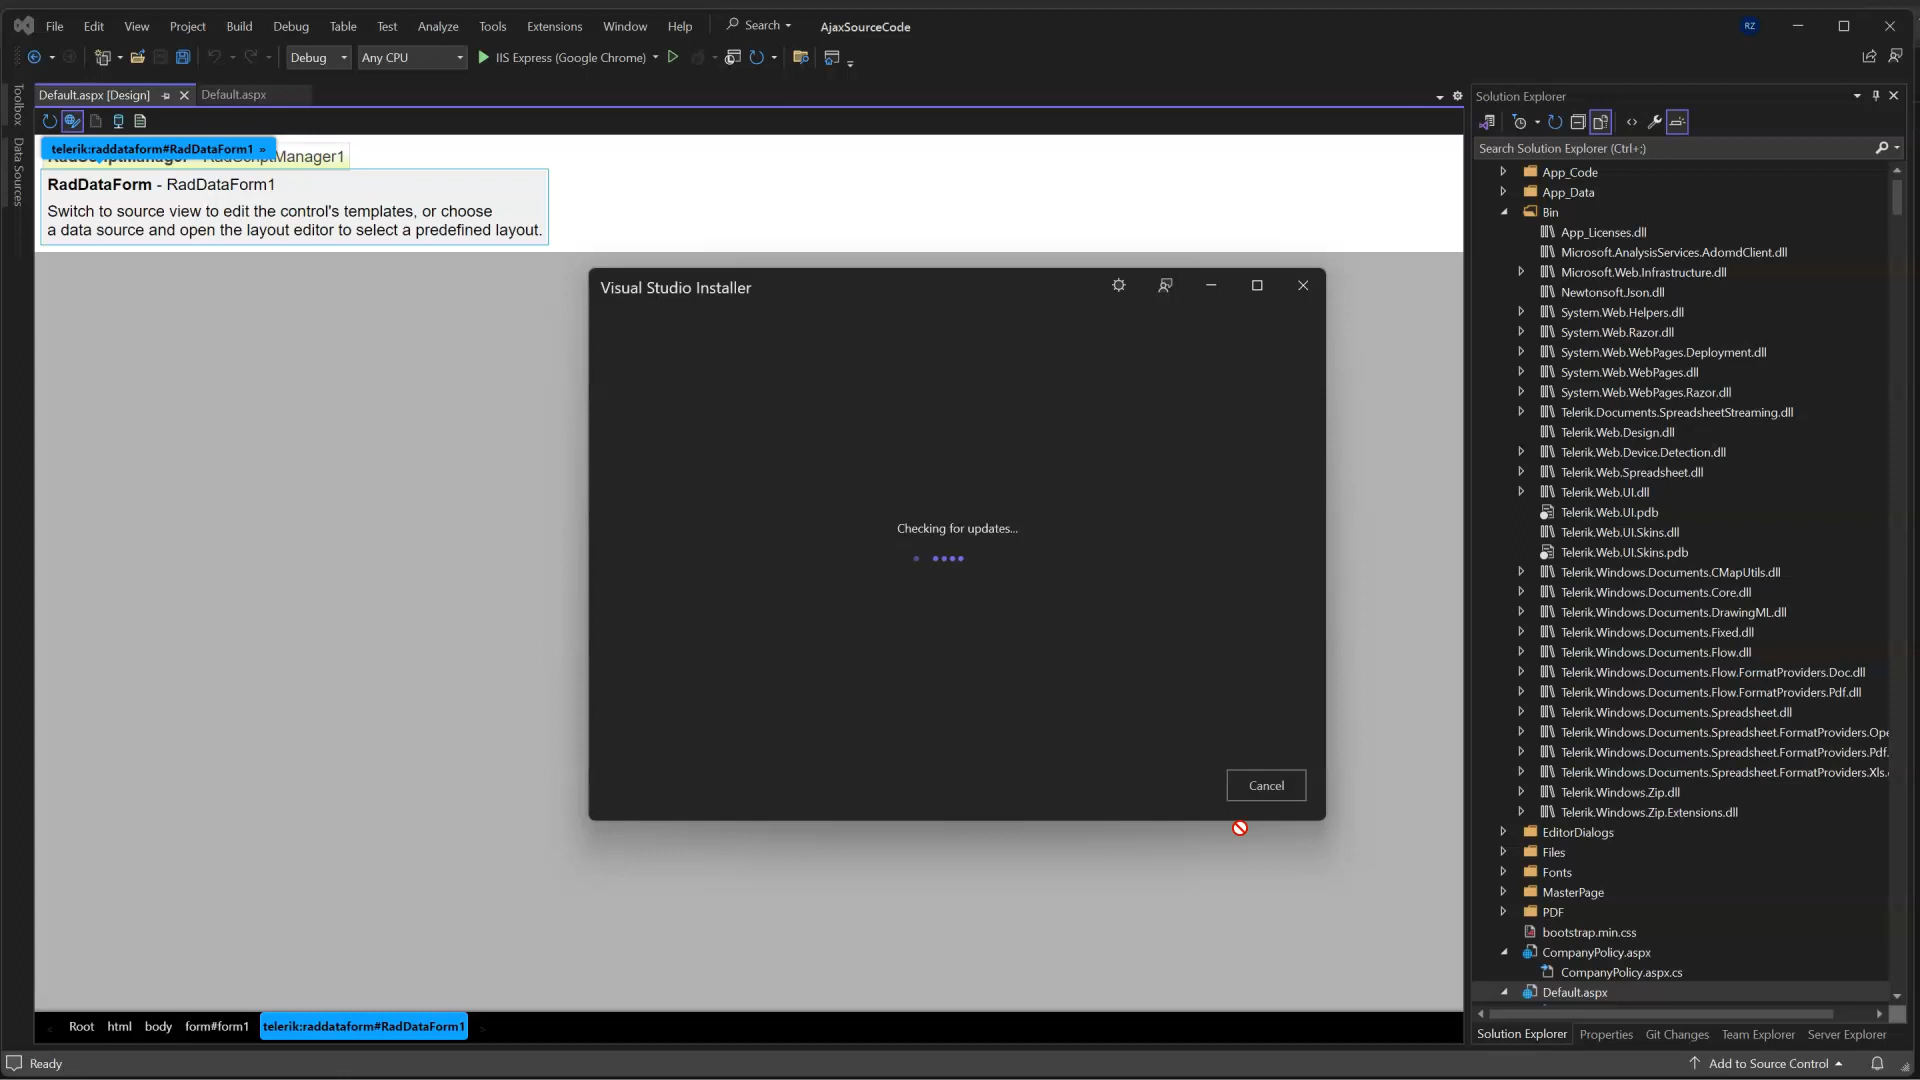 File Edit View Project Build Debug Table Test Analyze Tools Extensions Window Help Search AjaxSourceCode RZ
Debug Any CPU IIS Express (Google Chrome)
Default.aspx [Design] Default.aspx
Toolbox
Data Sources
telerik:raddataform#RadDataForm1 »
RadScriptManager - RadScriptManager1
RadDataForm - RadDataForm1
Switch to source view to edit the control's templates, or choose
a data source and open the layout editor to select a predefined layout.
Visual Studio Installer
Checking for updates...
Cancel
Root html body form#form1 telerik:raddataform#RadDataForm1
Ready
Solution Explorer
Search Solution Explorer (Ctrl+;)
App_Code
App_Data
Bin
App_Licenses.dll
Microsoft.AnalysisServices.AdomdClient.dll
Microsoft.Web.Infrastructure.dll
Newtonsoft.Json.dll
System.Web.Helpers.dll
System.Web.Razor.dll
System.Web.WebPages.Deployment.dll
System.Web.WebPages.dll
System.Web.WebPages.Razor.dll
Telerik.Documents.SpreadsheetStreaming.dll
Telerik.Web.Design.dll
Telerik.Web.Device.Detection.dll
Telerik.Web.Spreadsheet.dll
Telerik.Web.UI.dll
Telerik.Web.UI.pdb
Telerik.Web.UI.Skins.dll
Telerik.Web.UI.Skins.pdb
Telerik.Windows.Documents.CMapUtils.dll
Telerik.Windows.Documents.Core.dll
Telerik.Windows.Documents.DrawingML.dll
Telerik.Windows.Documents.Fixed.dll
Telerik.Windows.Documents.Flow.dll
Telerik.Windows.Documents.Flow.FormatProviders.Doc.dll
Telerik.Windows.Documents.Flow.FormatProviders.Pdf.dll
Telerik.Windows.Documents.Spreadsheet.dll
Telerik.Windows.Documents.Spreadsheet.FormatProviders.Ope
Telerik.Windows.Documents.Spreadsheet.FormatProviders.Pdf.
Telerik.Windows.Documents.Spreadsheet.FormatProviders.Xls.
Telerik.Windows.Zip.dll
Telerik.Windows.Zip.Extensions.dll
EditorDialogs
Files
Fonts
MasterPage
PDF
bootstrap.min.css
CompanyPolicy.aspx
CompanyPolicy.aspx.cs
Default.aspx
Solution Explorer Properties Git Changes Team Explorer Server Explorer
Add to Source Control